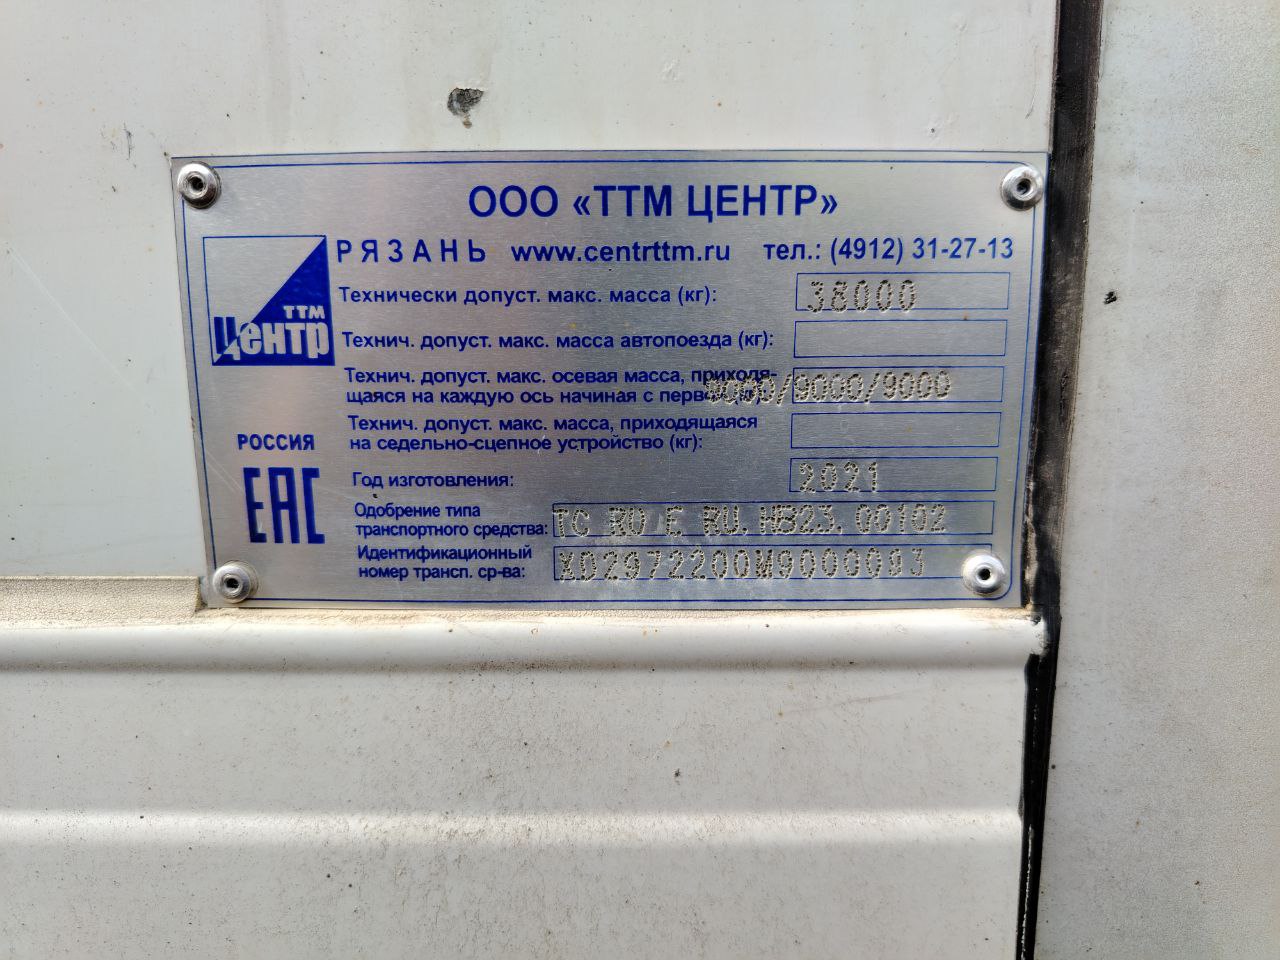 ООО «ТТМ ЦЕНТР»
РЯЗАНЬ www.centrttm.ru тел.: (4912) 31-27-13
ТТМ
Центр
Технически допуст. макс. масса (кг): 38000
Технич. допуст. макс. масса автопоезда (кг):
Технич. допуст. макс. осевая масса, приходя-
щаяся на каждую ось начиная с 9000/9000/9000
Технич. допуст. макс. масса, приходящаяся
на седельно-сцепное устройство (кг):
РОССИЯ
ЕАС
Год изготовления: 2021
Одобрение типа
транспортного средства: ТС RU Е RU.НВ23.00102
Идентификационный
номер трансп. ср-ва: XD2972200M9000093